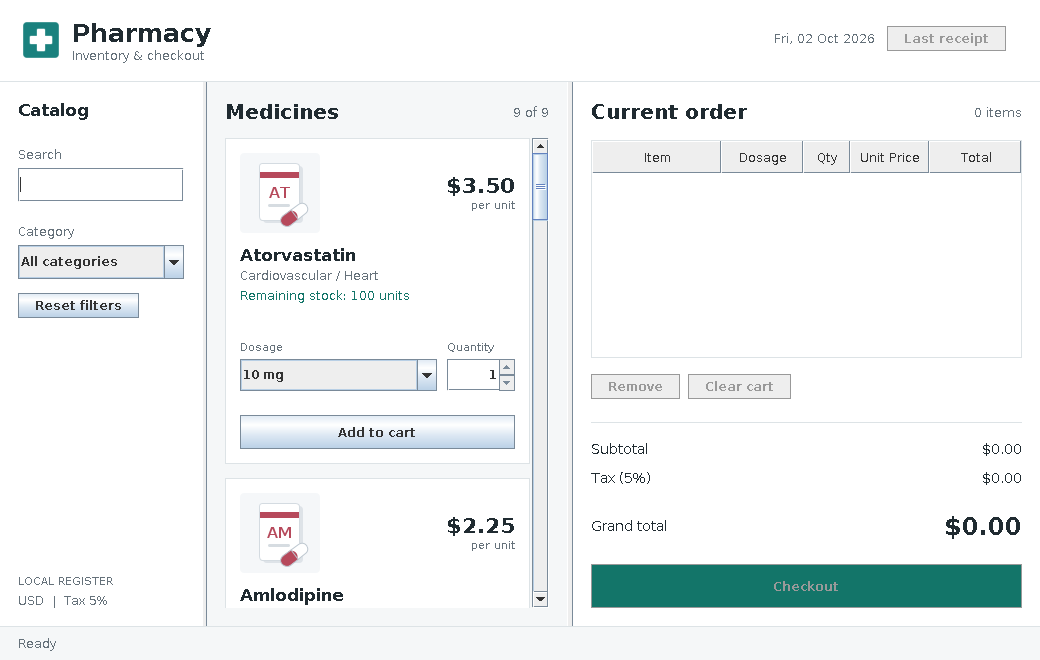 Pharmacy
Inventory & checkout
Fri, 02 Oct 2026
Last receipt
Catalog
Search
Category
All categories
Reset filters
LOCAL REGISTER
USD | Tax 5%
Medicines
9 of 9
AT
$3.50
per unit
Atorvastatin
Cardiovascular / Heart
Remaining stock: 100 units
Dosage
Quantity
10 mg
1
Add to cart
AM
$2.25
per unit
Amlodipine
Current order
0 items
Item
Dosage
Qty
Unit Price
Total
Remove
Clear cart
Subtotal
$0.00
Tax (5%)
$0.00
Grand total
$0.00
Checkout
Ready